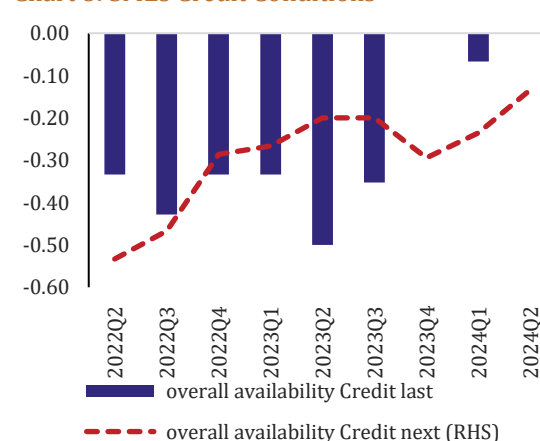 0.00
-0.10
-0.20
-0.30
-0.40
-0.50
-0.60
2022Q2
2022Q3
2022Q4
2023Q1
2023Q2
2023Q3
2023Q4
2024Q1
2024Q2
overall availability Credit last
overall availability Credit next (RHS)